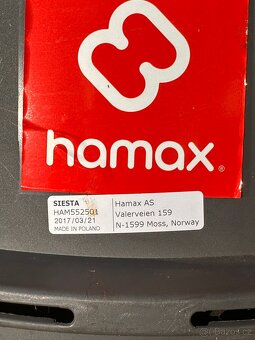 hamax®
SIESTA
HAM552501
2017/03/21
MADE IN POLAND
Hamax AS
Valerveien 159
N-1599 Moss, Norway